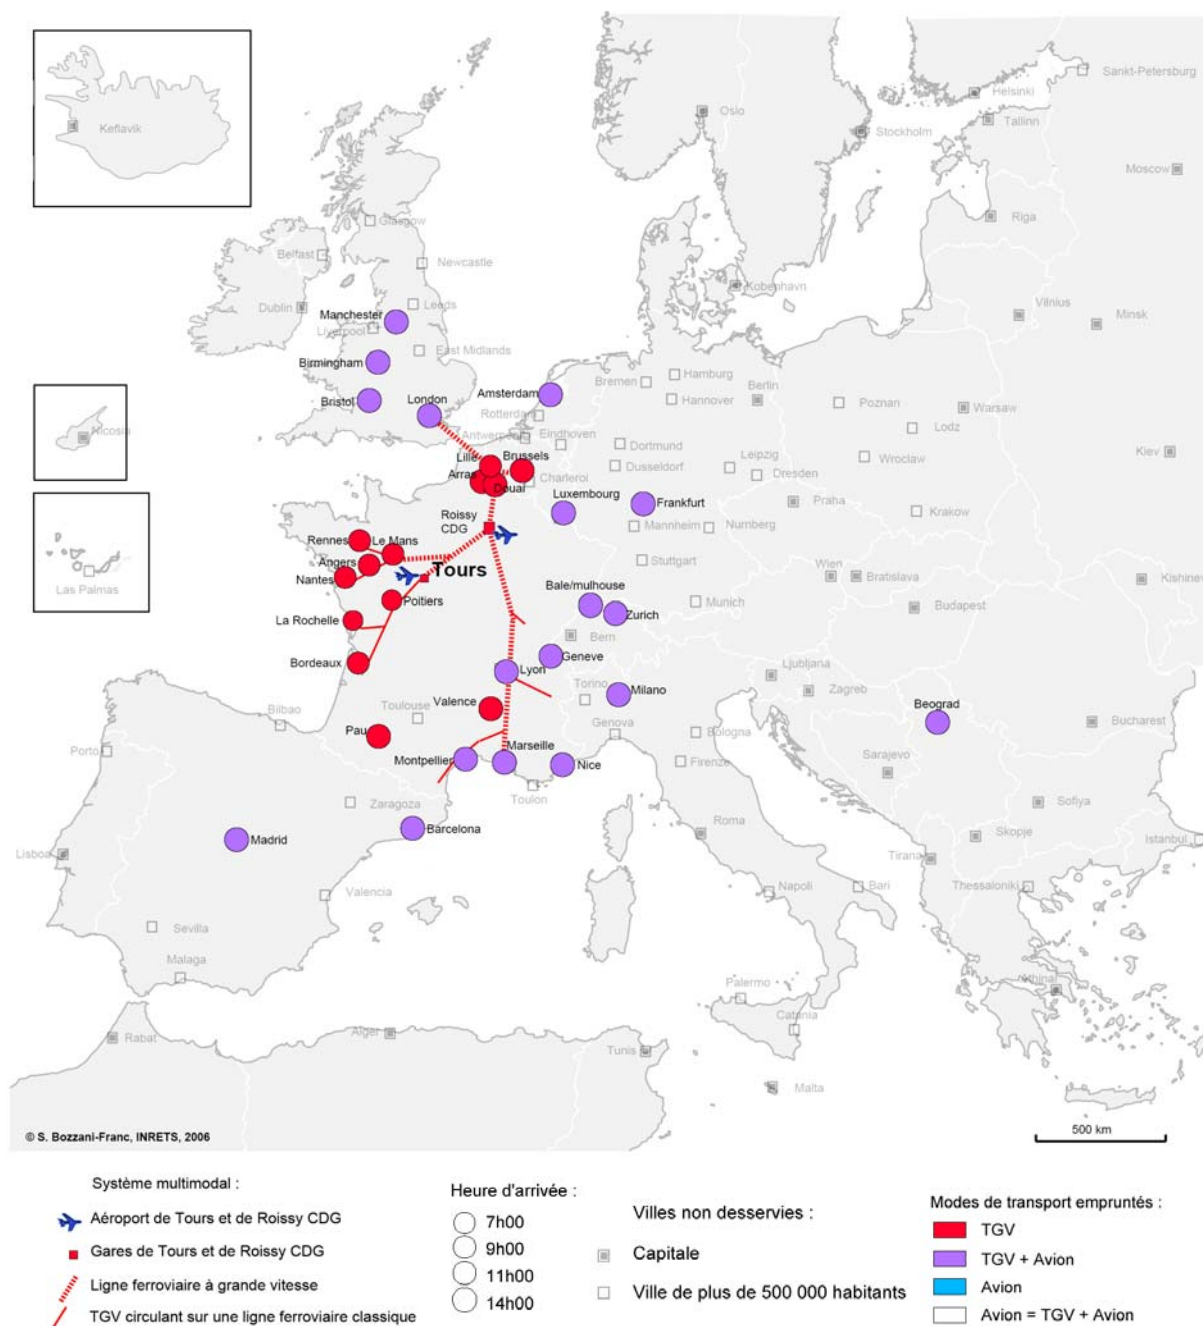 Keflavik
Sankt-Petersburg
Helsinki
Oslo
Tallinn
Stockholm
Moscow
Riga
Glasgow
Belfast
Newcastle
Kobenhavn
Dublin
Leeds
Vilnius
Manchester
Liverpool
Minsk
East Midlands
Birmingham
Hamburg
Bremen
Berlin
Amsterdam
Bristol
London
Hannover
Poznan
Warsaw
Rotterdam
Nicosia
Antwerpen
Eindhoven
Lodz
Dortmund
Lille
Brussels
Kiev
Wroclaw
Dusseldorf
Leipzig
Arras
Douai
Charleroi
Dresden
Luxembourg
Frankfurt
Praha
Roissy
CDG
Krakow
Mannheim
Nurnberg
Rennes
Le Mans
Stuttgart
Angers
Tours
Wien
Nantes
Bratislava
Kishinev
Las Palmas
Bale/mulhouse
Poitiers
Munich
Budapest
Zurich
La Rochelle
Bern
Geneve
Bordeaux
Lyon
Ljubljana
Torino
Milano
Zagreb
Valence
Toulouse
Beograd
Bilbao
Genova
Bucharest
Pau
Bologna
Porto
Marseille
Montpellier
Nice
Sarajevo
Firenze
Toulon
Zaragoza
Sofiya
Barcelona
Roma
Skopje
Madrid
Istanbul
Lisboa
Tirana
Valencia
Napoli
Bari
Thessaloniki
Sevilla
Malaga
Palermo
Athinai
Catania
Rabat
Alger
Tunis
Malta
© S. Bozzani-Franc, INRETS, 2006
500 km
Système multimodal :
Aéroport de Tours et de Roissy CDG
Gares de Tours et de Roissy CDG
Ligne ferroviaire à grande vitesse
TGV circulant sur une ligne ferroviaire classique
Heure d'arrivée :
7h00
9h00
11h00
14h00
Villes non desservies :
Capitale
Ville de plus de 500 000 habitants
Modes de transport empruntés :
TGV
TGV + Avion
Avion
Avion = TGV + Avion